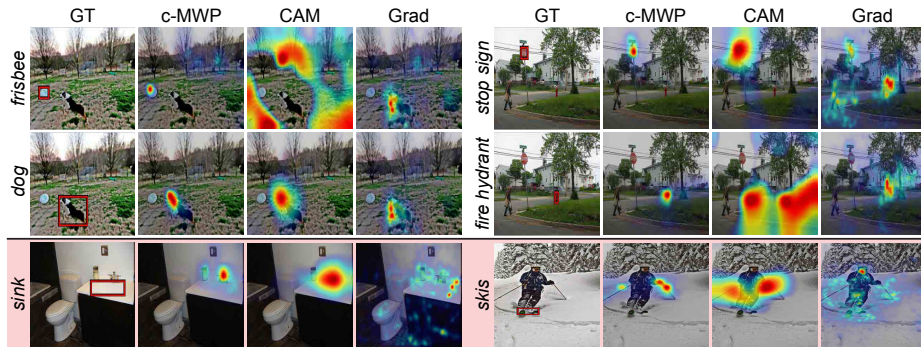 GT c-MWP CAM Grad GT c-MWP CAM Grad
frisbee stop sign
dog fire hydrant
sink skis